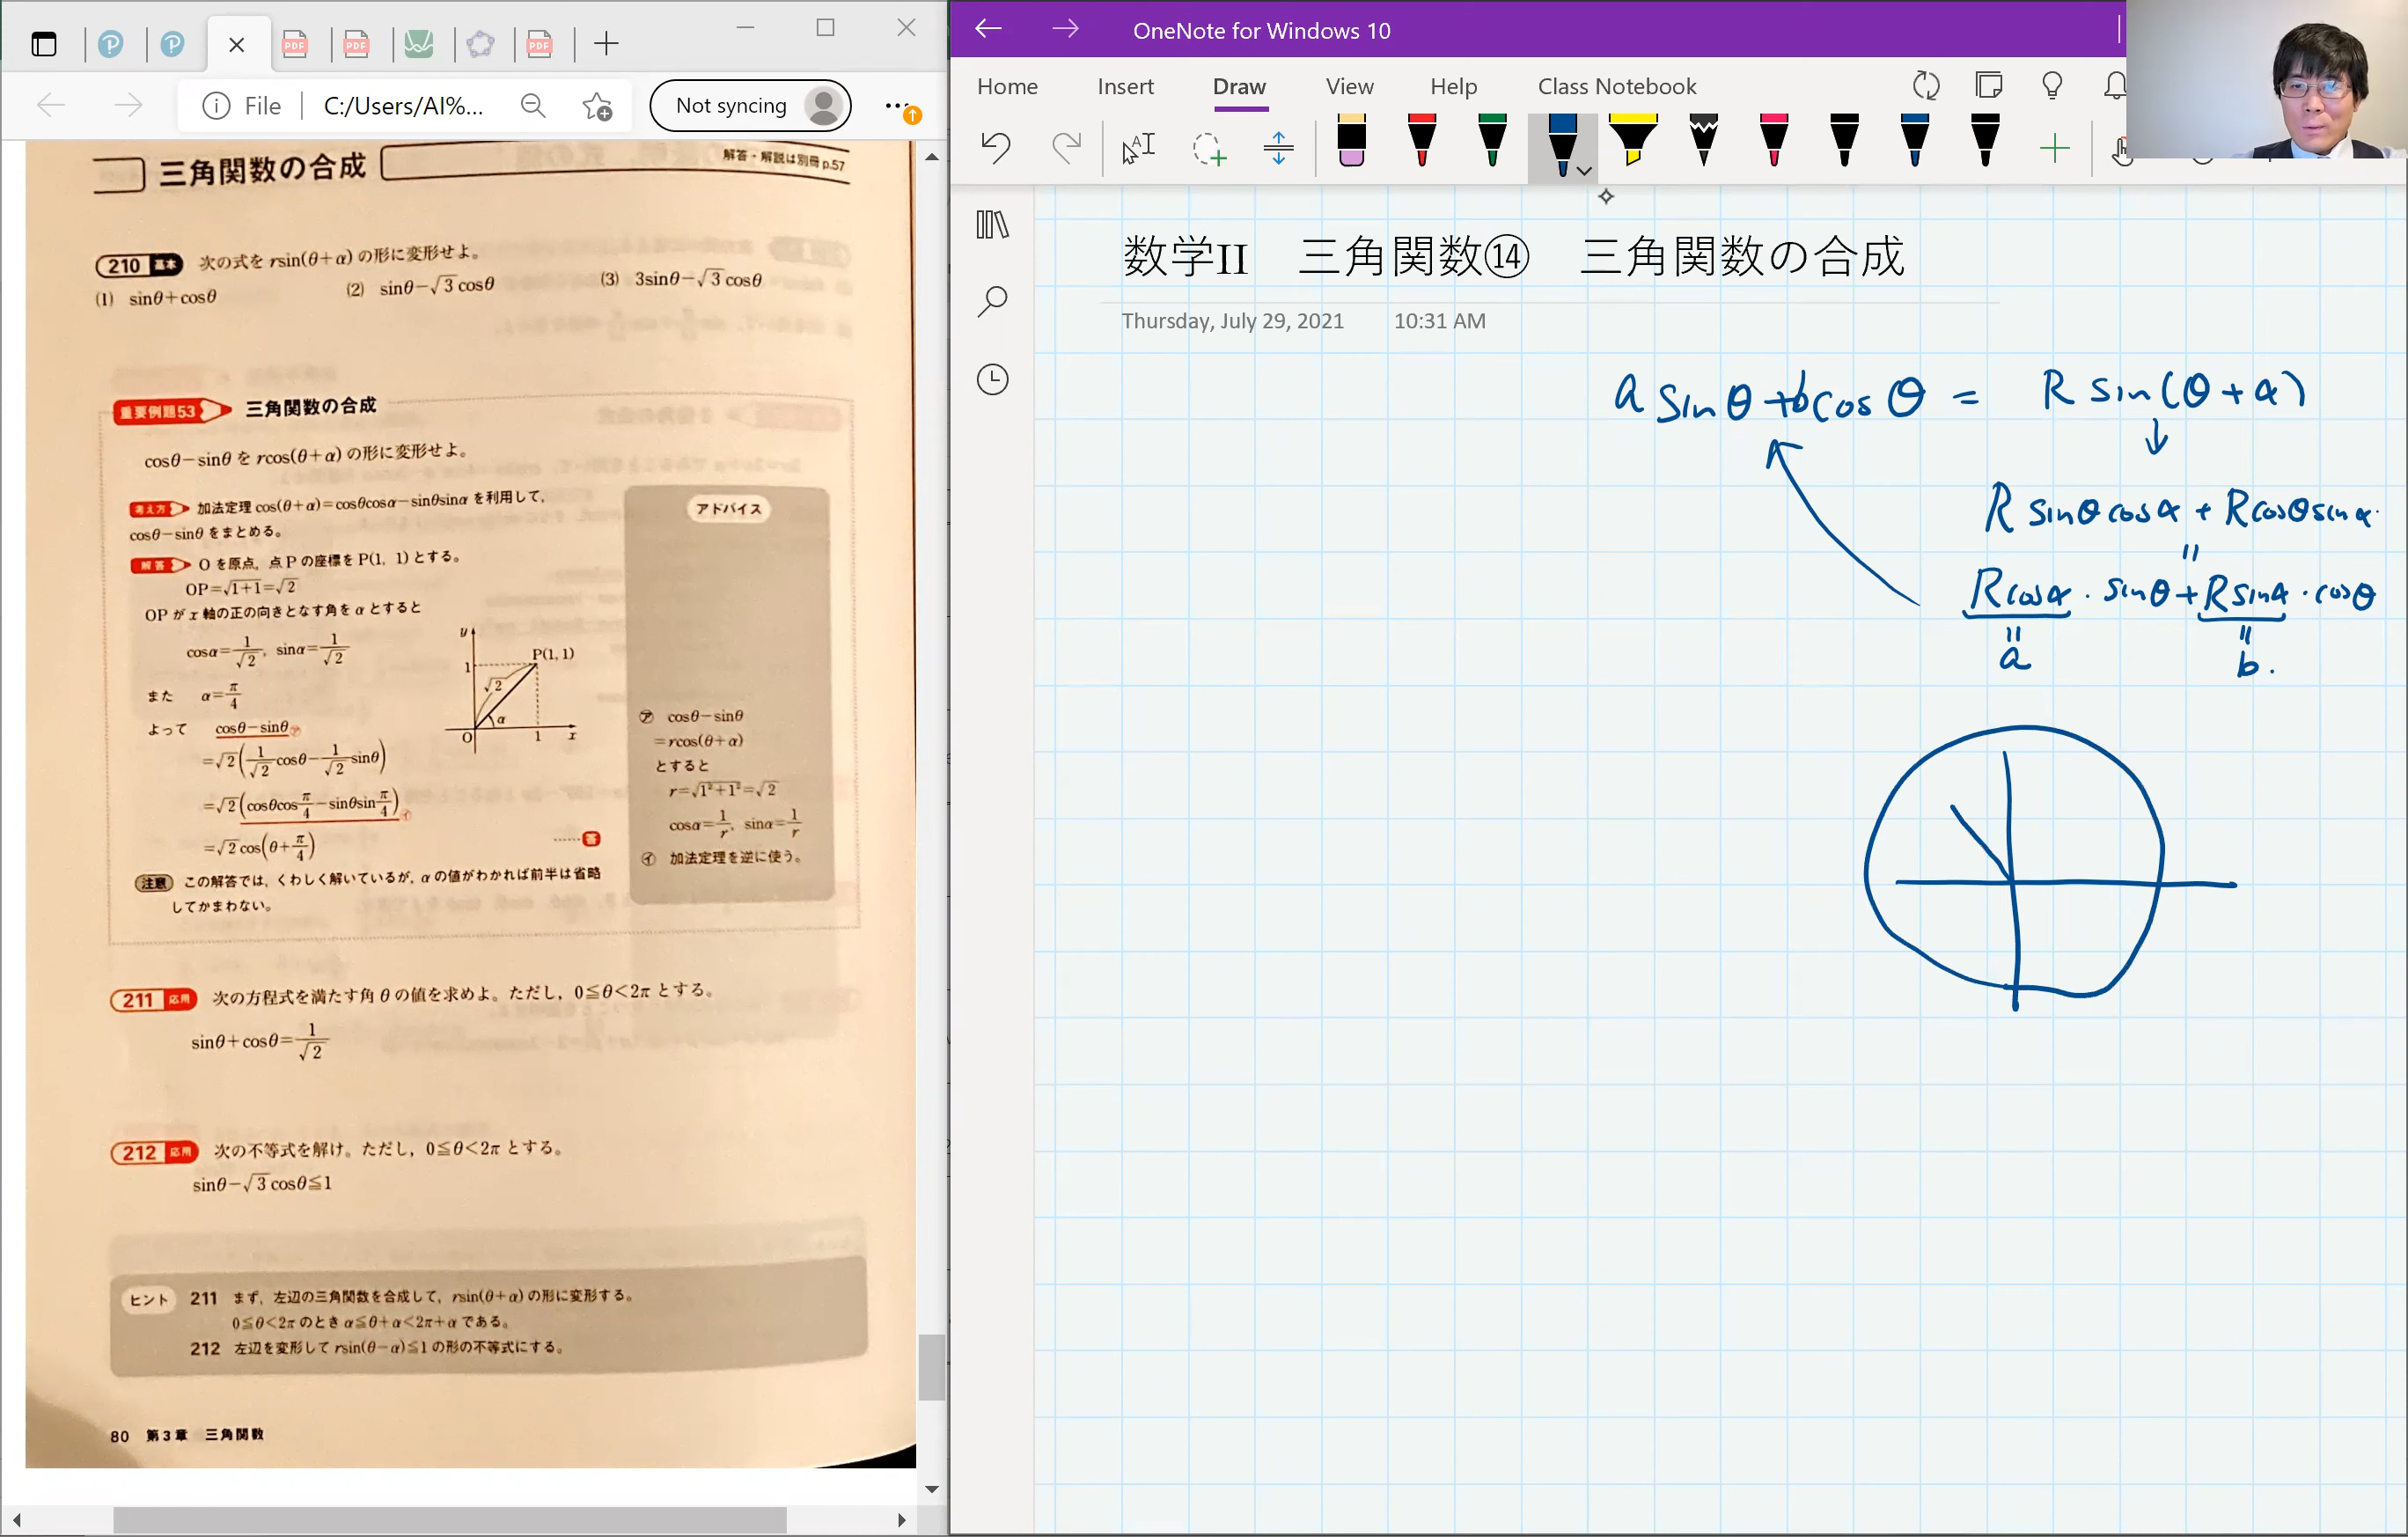 File C:/Users/AI%... Not syncing
三角関数の合成
解答・解説は別冊 p.57
210 基本 次の式を rsin(θ+α) の形に変形せよ。
(1) sinθ+cosθ (2) sinθ−√3cosθ (3) 3sinθ−√3cosθ
重要例題53 三角関数の合成
cosθ−sinθ を rcos(θ+α) の形に変形せよ。
考え方 加法定理 cos(θ+α)=cosθcosα−sinθsinα を利用して,
cosθ−sinθ をまとめる。
解答 O を原点, 点 P の座標を P(1, 1) とする。
OP=√1+1=√2
OP が x 軸の正の向きとなす角を α とすると
cosα=1/√2, sinα=1/√2
また α=π/4
よって cosθ−sinθ ㋐
=√2(1/√2 cosθ−1/√2 sinθ)
=√2(cosθcosπ/4−sinθsinπ/4) ㋑
=√2cos(θ+π/4) ……答
y
1
P(1, 1)
√2
α
O 1 x
注意 この解答では, くわしく解いているが, α の値がわかれば前半は省略
してかまわない。
アドバイス
㋐ cosθ−sinθ
=rcos(θ+α)
とすると
r=√1²+1²=√2
cosα=1/r, sinα=1/r
㋑ 加法定理を逆に使う。
211 応用 次の方程式を満たす角 θ の値を求めよ。ただし, 0≦θ<2π とする。
sinθ+cosθ=1/√2
212 応用 次の不等式を解け。ただし, 0≦θ<2π とする。
sinθ−√3cosθ≦1
ヒント 211 まず, 左辺の三角関数を合成して, rsin(θ+α) の形に変形する。
0≦θ<2π のとき α≦θ+α<2π+α である。
212 左辺を変形して rsin(θ−α)≦1 の形の不等式にする。
80 第3章 三角関数
OneNote for Windows 10
Home Insert Draw View Help Class Notebook
数学II 三角関数⑭ 三角関数の合成
Thursday, July 29, 2021 10:31 AM
a sinθ+bcosθ = R sin(θ+α)
R sinθcosα + Rcosθsinα.
=
Rcosα・sinθ+Rsinα・cosθ
= =
a b.